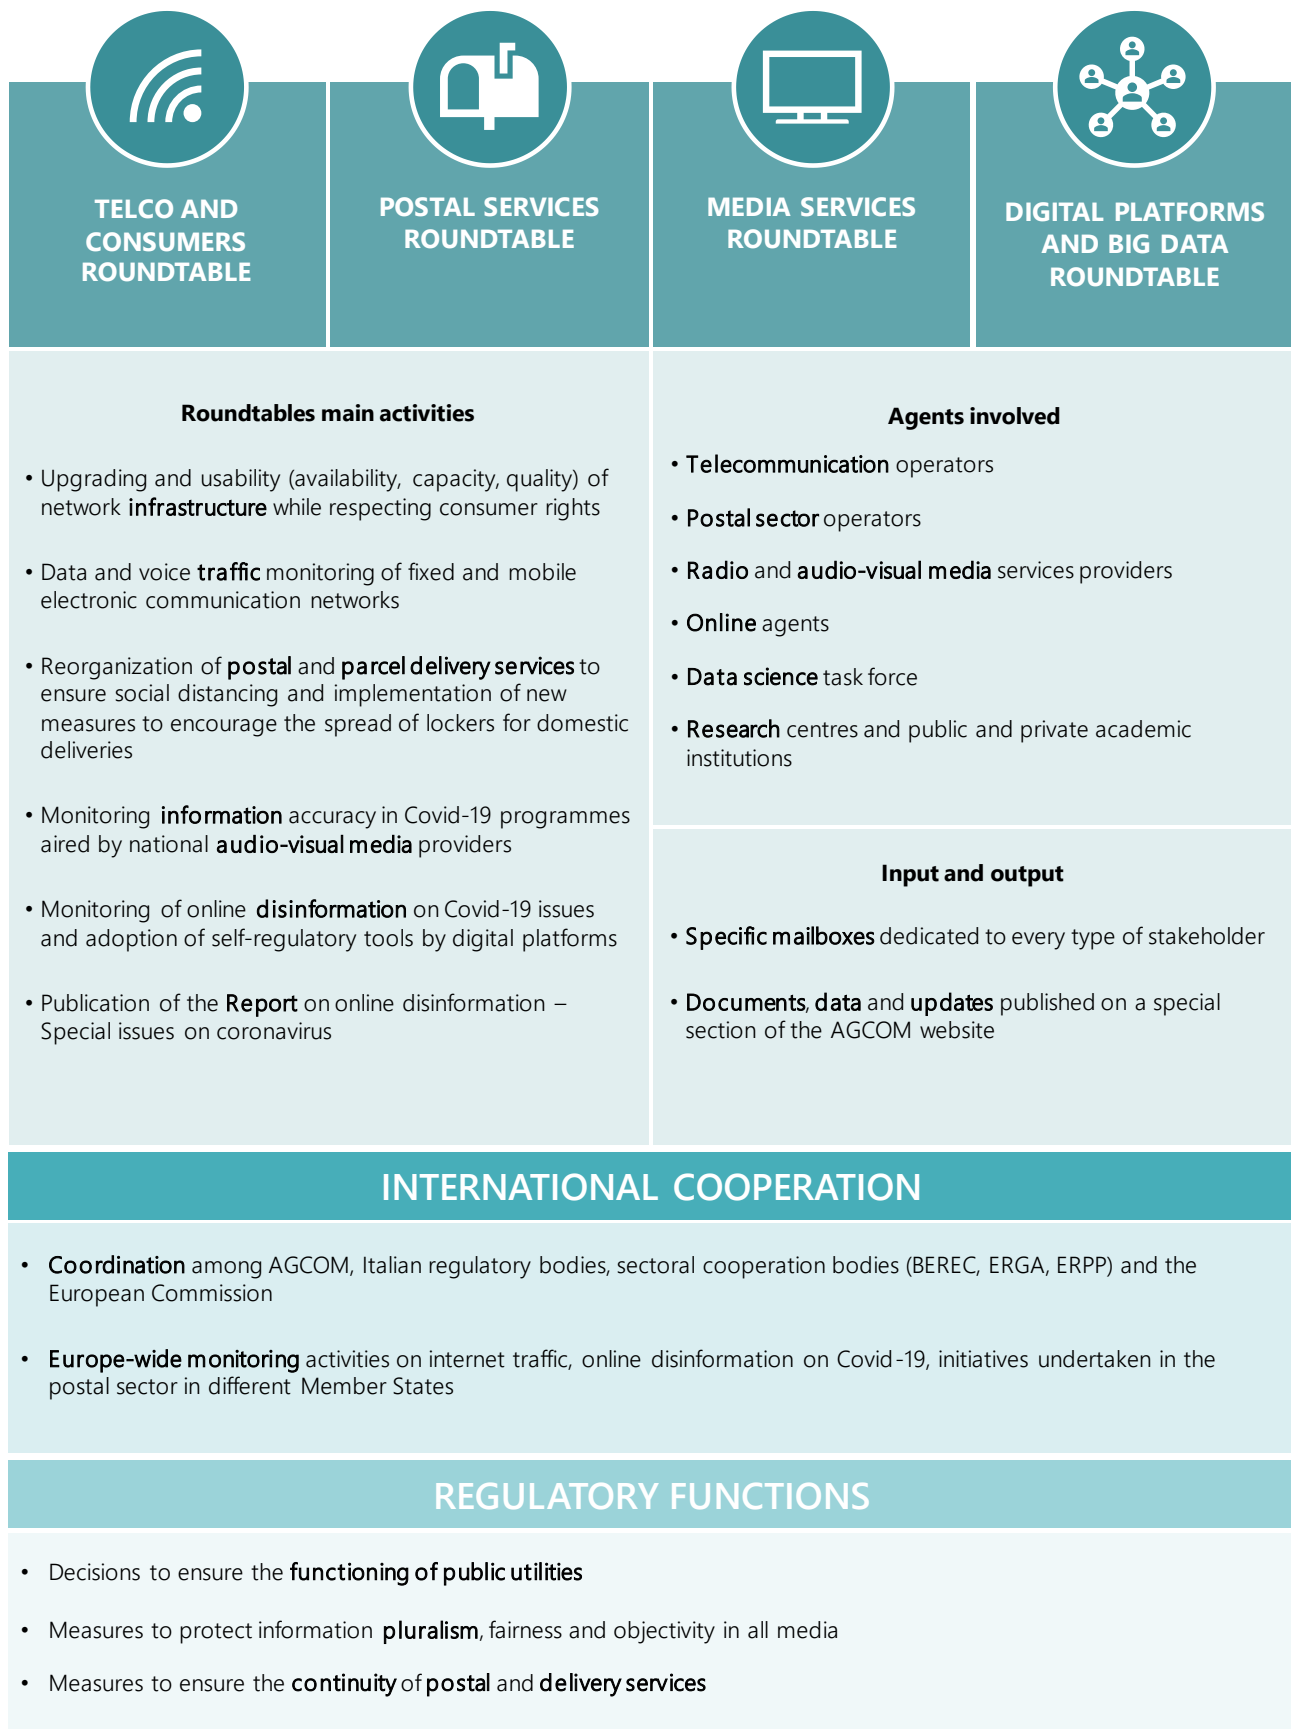 TELCO AND
CONSUMERS
ROUNDTABLE
POSTAL SERVICES
ROUNDTABLE
MEDIA SERVICES
ROUNDTABLE
DIGITAL PLATFORMS
AND BIG DATA
ROUNDTABLE
Roundtables main activities
• Upgrading and usability (availability, capacity, quality) of
network infrastructure while respecting consumer rights
• Data and voice traffic monitoring of fixed and mobile
electronic communication networks
• Reorganization of postal and parcel delivery services to
ensure social distancing and implementation of new
measures to encourage the spread of lockers for domestic
deliveries
• Monitoring information accuracy in Covid-19 programmes
aired by national audio-visual media providers
• Monitoring of online disinformation on Covid-19 issues
and adoption of self-regulatory tools by digital platforms
• Publication of the Report on online disinformation –
Special issues on coronavirus
Agents involved
• Telecommunication operators
• Postal sector operators
• Radio and audio-visual media services providers
• Online agents
• Data science task force
• Research centres and public and private academic
institutions
Input and output
• Specific mailboxes dedicated to every type of stakeholder
• Documents, data and updates published on a special
section of the AGCOM website
INTERNATIONAL COOPERATION
• Coordination among AGCOM, Italian regulatory bodies, sectoral cooperation bodies (BEREC, ERGA, ERPP) and the
European Commission
• Europe-wide monitoring activities on internet traffic, online disinformation on Covid-19, initiatives undertaken in the
postal sector in different Member States
REGULATORY FUNCTIONS
• Decisions to ensure the functioning of public utilities
• Measures to protect information pluralism, fairness and objectivity in all media
• Measures to ensure the continuity of postal and delivery services